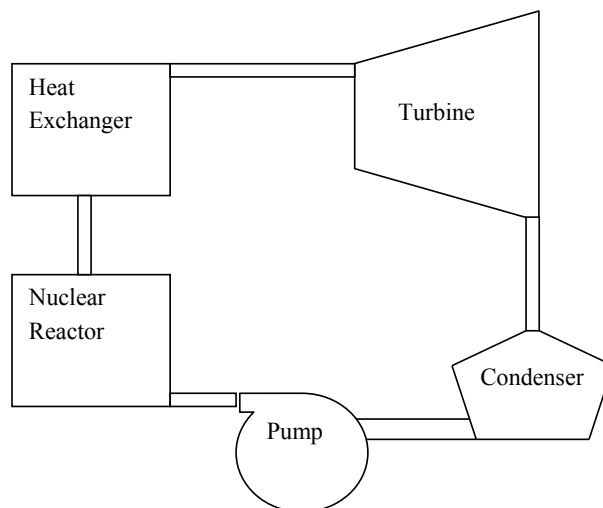 Heat
Exchanger
Turbine
Nuclear
Reactor
Condenser
Pump